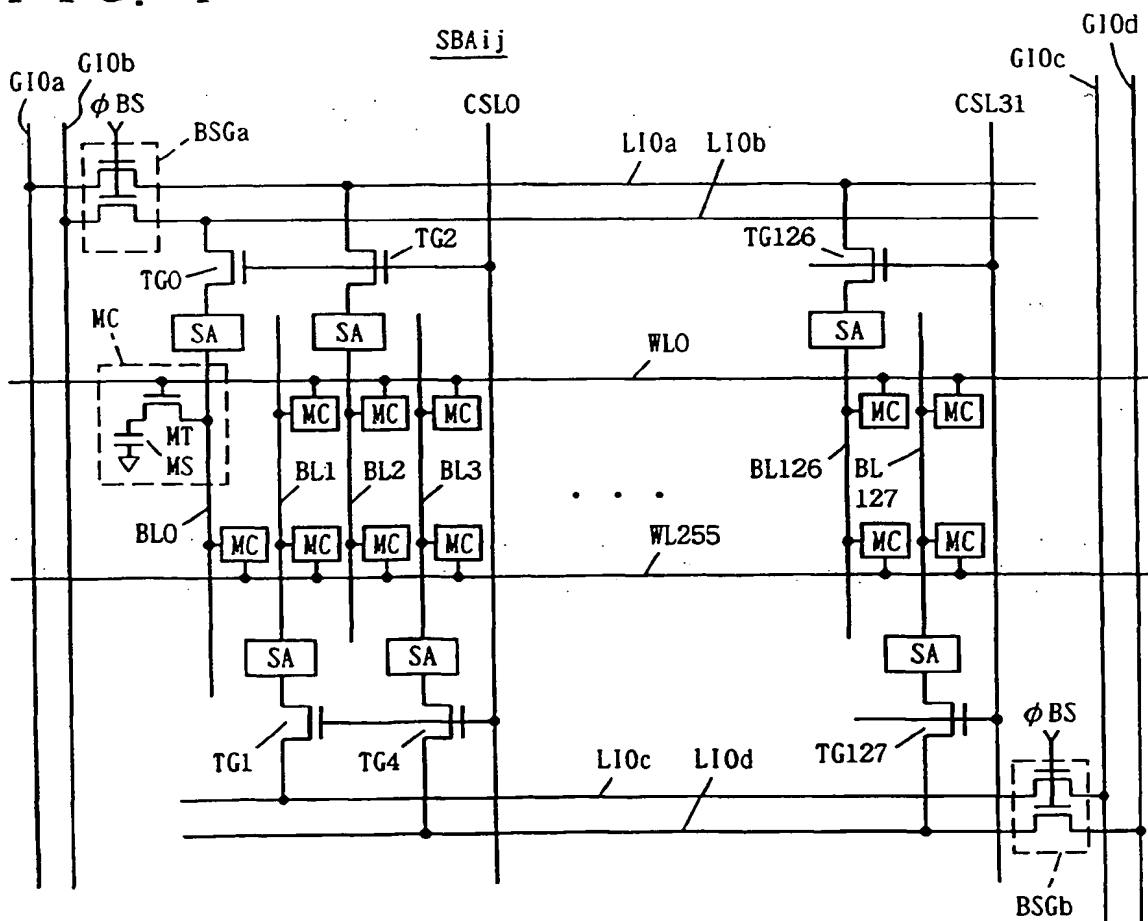 SBAij
GIOd
GIOa
GIOb
GIOc
φBS
BSGa
CSL0
CSL31
LIOa
LIOb
TG0
TG2
TG126
SA
SA
SA
MC
WL0
MC
MC
MC
MC
MC
MT
MS
BL1
BL2
BL3
BL126
BL
127
. . .
BL0
MC
MC
MC
MC
WL255
MC
MC
SA
SA
SA
TG1
TG4
TG127
φBS
LIOc
LIOd
BSGb